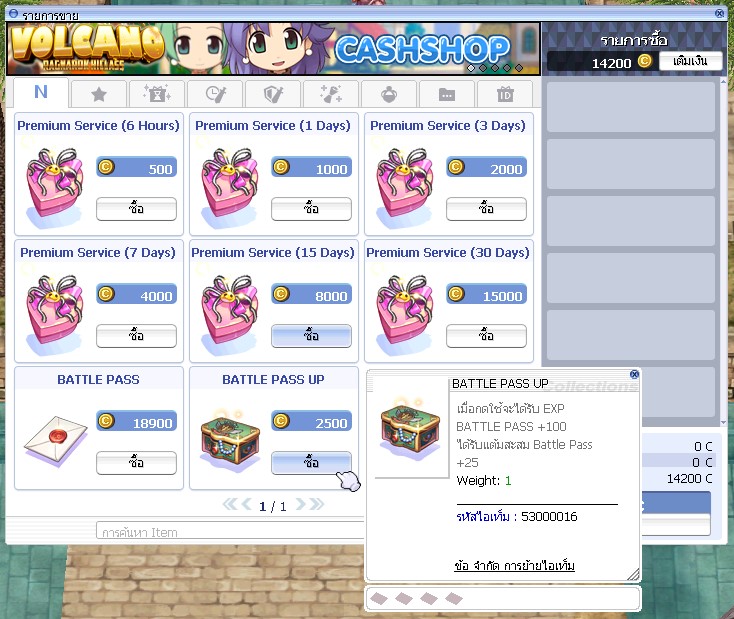 รายการขาย
VOLCANO
RAGNAROK VILLAGE
CASHSHOP
รายการซื้อ
14200 C
เติมเงิน
N
ID
Premium Service (6 Hours)
Premium Service (1 Days)
Premium Service (3 Days)
500
1000
2000
ซื้อ
ซื้อ
ซื้อ
Premium Service (7 Days)
Premium Service (15 Days)
Premium Service (30 Days)
4000
8000
15000
ซื้อ
ซื้อ
ซื้อ
BATTLE PASS
BATTLE PASS UP
18900
2500
ซื้อ
ซื้อ
1 / 1
การค้นหา Item
BATTLE PASS UP
Collections
เมื่อกดใช้จะได้รับ EXP
BATTLE PASS +100
ได้รับแต้มสะสม Battle Pass
+25
Weight: 1
รหัสไอเท็ม : 53000016
ข้อ จำกัด การย้ายไอเท็ม
0 C
0 C
14200 C